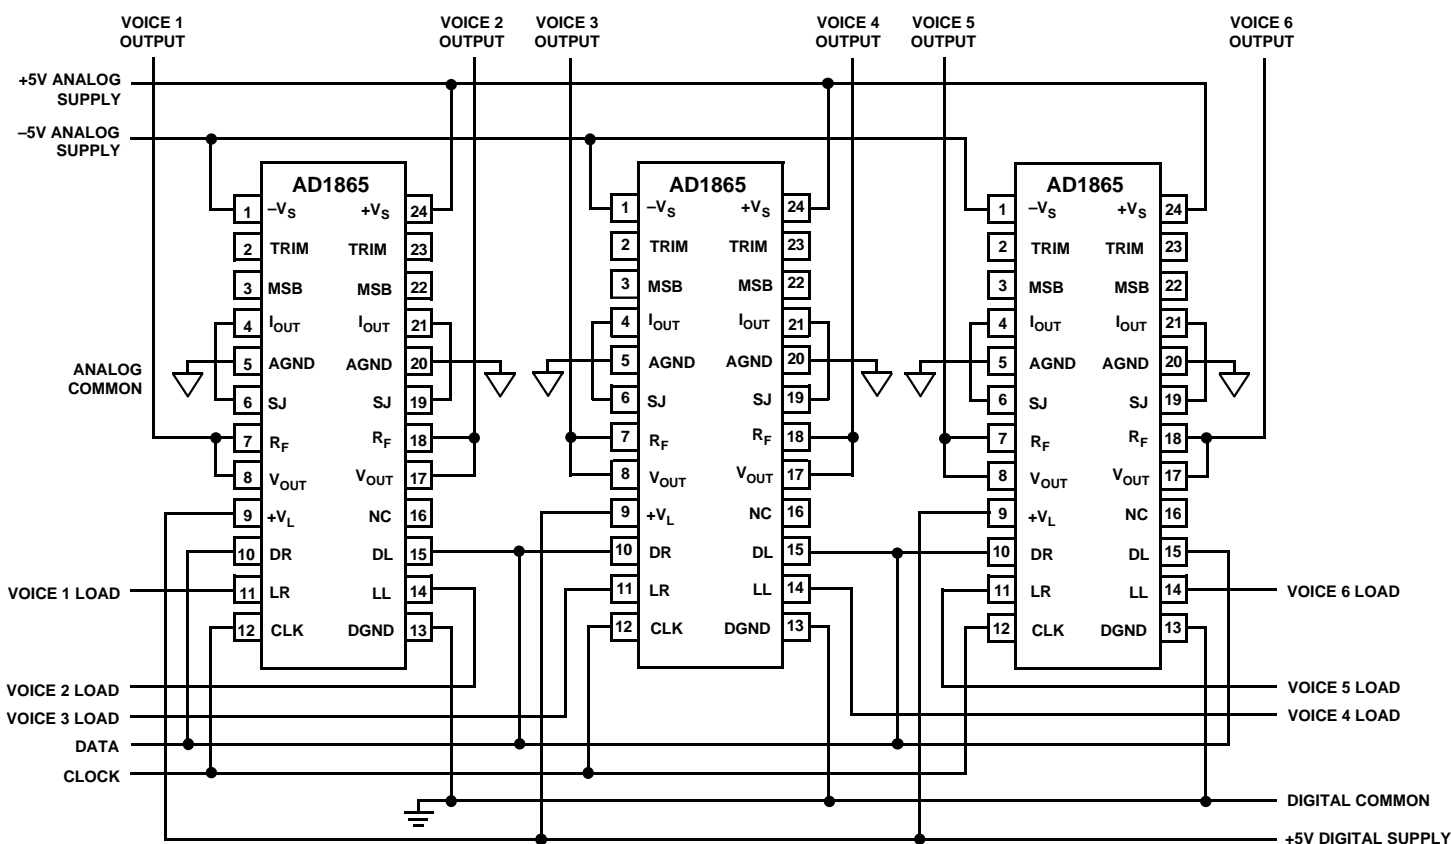 VOICE 1 OUTPUT
VOICE 2 OUTPUT
VOICE 3 OUTPUT
VOICE 4 OUTPUT
VOICE 5 OUTPUT
VOICE 6 OUTPUT
+5V ANALOG SUPPLY
–5V ANALOG SUPPLY
ANALOG COMMON
AD1865
1 –VS +VS 24
2 TRIM TRIM 23
3 MSB MSB 22
4 IOUT IOUT 21
5 AGND AGND 20
6 SJ SJ 19
7 RF RF 18
8 VOUT VOUT 17
9 +VL NC 16
10 DR DL 15
11 LR LL 14
12 CLK DGND 13
AD1865
1 –VS +VS 24
2 TRIM TRIM 23
3 MSB MSB 22
4 IOUT IOUT 21
5 AGND AGND 20
6 SJ SJ 19
7 RF RF 18
8 VOUT VOUT 17
9 +VL NC 16
10 DR DL 15
11 LR LL 14
12 CLK DGND 13
AD1865
1 –VS +VS 24
2 TRIM TRIM 23
3 MSB MSB 22
4 IOUT IOUT 21
5 AGND AGND 20
6 SJ SJ 19
7 RF RF 18
8 VOUT VOUT 17
9 +VL NC 16
10 DR DL 15
11 LR LL 14
12 CLK DGND 13
VOICE 1 LOAD
VOICE 2 LOAD
VOICE 3 LOAD
DATA
CLOCK
VOICE 6 LOAD
VOICE 5 LOAD
VOICE 4 LOAD
DIGITAL COMMON
+5V DIGITAL SUPPLY